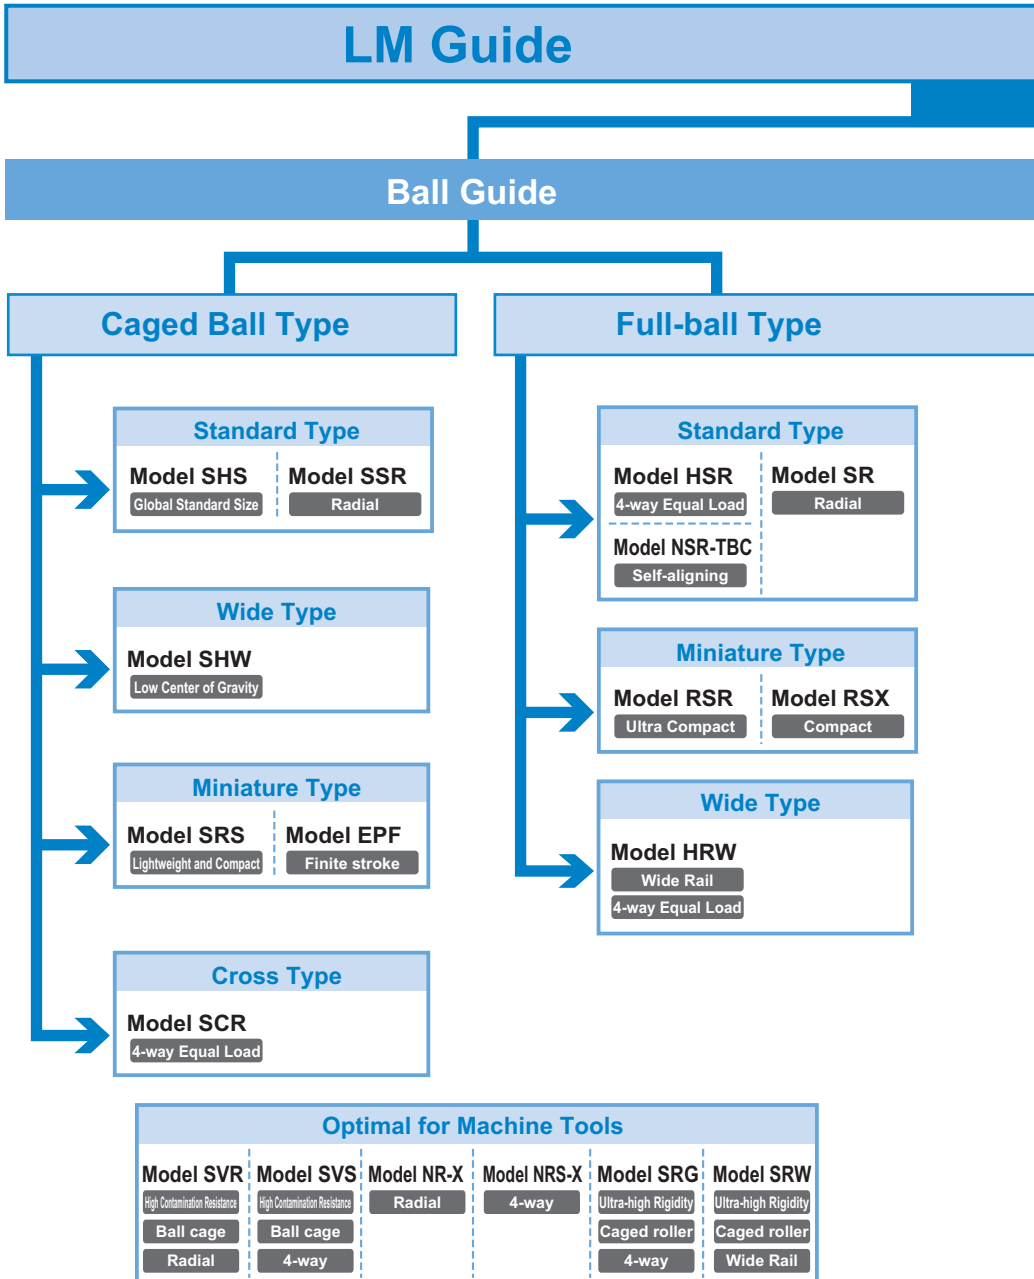 LM Guide
Ball Guide
Caged Ball Type
Standard Type
Model SHS
Global Standard Size
Model SSR
Radial
Wide Type
Model SHW
Low Center of Gravity
Miniature Type
Model SRS
Lightweight and Compact
Model EPF
Finite stroke
Cross Type
Model SCR
4-way Equal Load
Full-ball Type
Standard Type
Model HSR
4-way Equal Load
Model NSR-TBC
Self-aligning
Model SR
Radial
Miniature Type
Model RSR
Ultra Compact
Model RSX
Compact
Wide Type
Model HRW
Wide Rail
4-way Equal Load
Optimal for Machine Tools
Model SVR
High Contamination Resistance
Ball cage
Radial
Model SVS
High Contamination Resistance
Ball cage
4-way
Model NR-X
Radial
Model NRS-X
4-way
Model SRG
Ultra-high Rigidity
Caged roller
4-way
Model SRW
Ultra-high Rigidity
Caged roller
Wide Rail